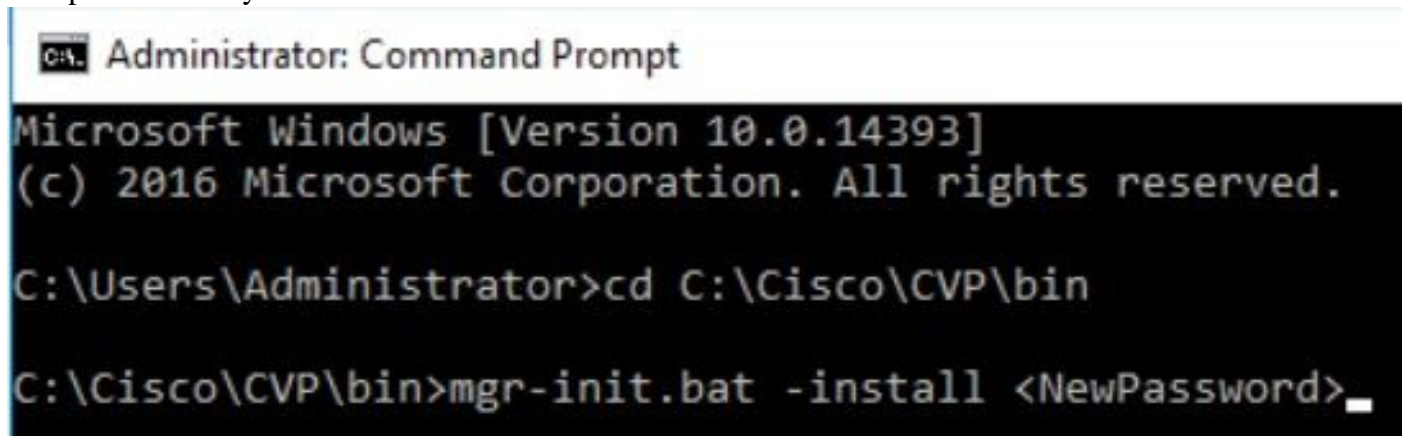 Administrator: Command Prompt
Microsoft Windows [Version 10.0.14393]
(c) 2016 Microsoft Corporation. All rights reserved.
C:\Users\Administrator>cd C:\Cisco\CVP\bin
C:\Cisco\CVP\bin>mgr-init.bat -install <NewPassword>